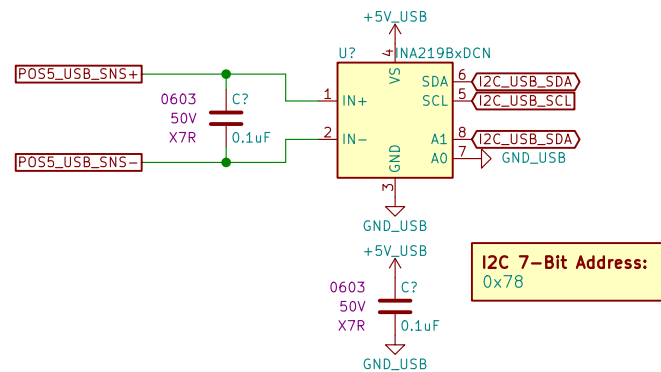 +5V_USB
U?
INA219BxDCN
4
VS
POS5_USB_SNS+
SDA
6
I2C_USB_SDA
0603
C?
1
IN+
SCL
5
I2C_USB_SCL
50V
X7R
0.1uF
2
IN-
A1
8
I2C_USB_SDA
POS5_USB_SNS-
GND
A0
7
GND_USB
3
GND_USB
+5V_USB
I2C 7-Bit Address:
0x78
0603
C?
50V
X7R
0.1uF
GND_USB